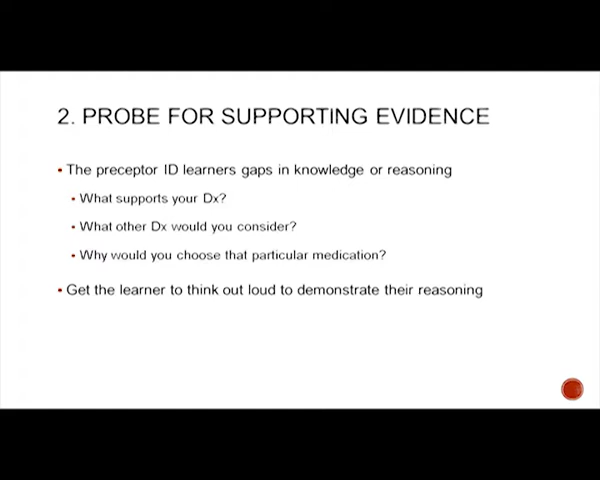 2. PROBE FOR SUPPORTING EVIDENCE
• The preceptor ID learners gaps in knowledge or reasoning
• What supports your Dx?
• What other Dx would you consider?
• Why would you choose that particular medication?
• Get the learner to think out loud to demonstrate their reasoning